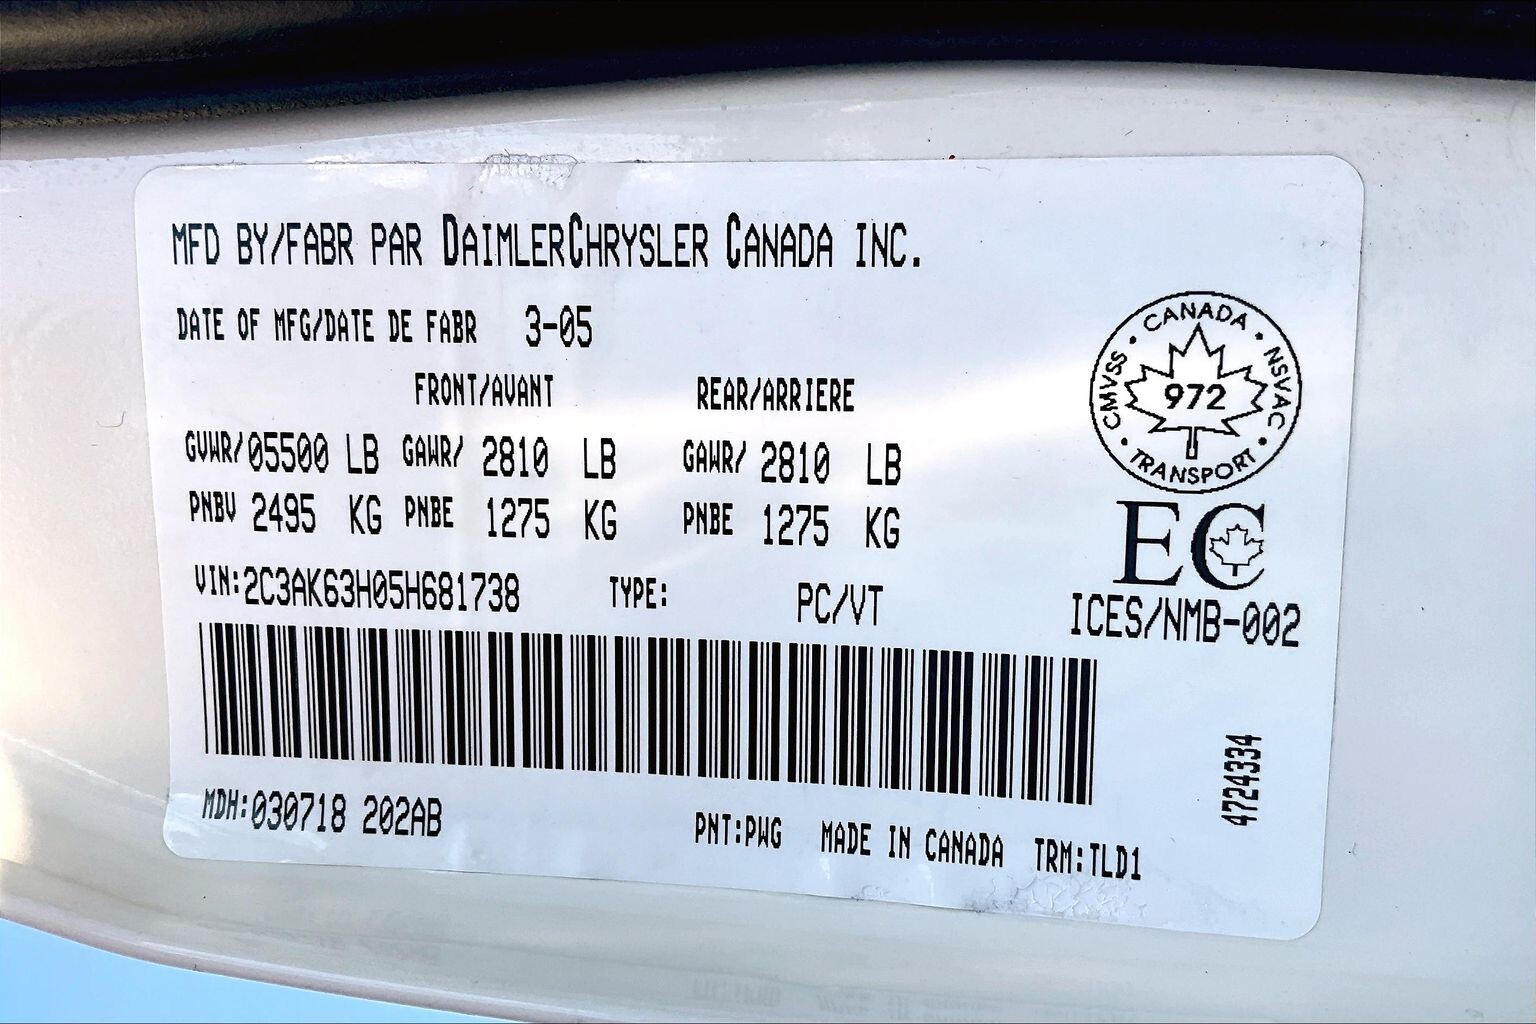 MFD BY/FABR PAR DAIMLERCHRYSLER CANADA INC.
DATE OF MFG/DATE DE FABR 3-05
FRONT/AVANT REAR/ARRIERE
GVWR/05500 LB GAWR/ 2810 LB GAWR/ 2810 LB
PNBV 2495 KG PNBE 1275 KG PNBE 1275 KG
VIN:2C3AK63H05H681738 TYPE: PC/VT
MDH:030718 202AB
PNT:PWG MADE IN CANADA TRM:TLD1
CANADA • NSVAC • TRANSPORT • CMVSS •
972
EC
ICES/NMB-002
4724334